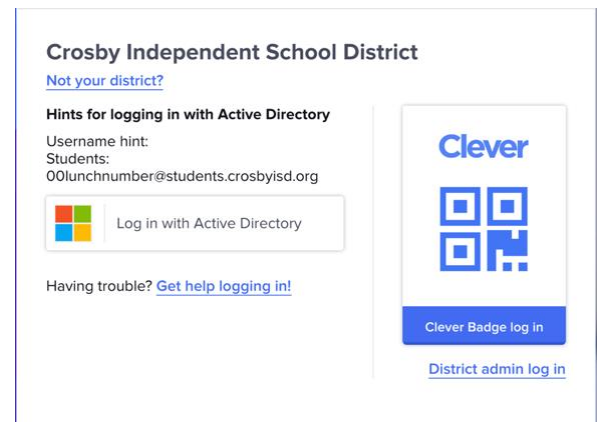 Crosby Independent School District
Not your district?
Hints for logging in with Active Directory
Username hint:
Students:
00lunchnumber@students.crosbyisd.org
Log in with Active Directory
Having trouble? Get help logging in!
Clever
Clever Badge log in
District admin log in